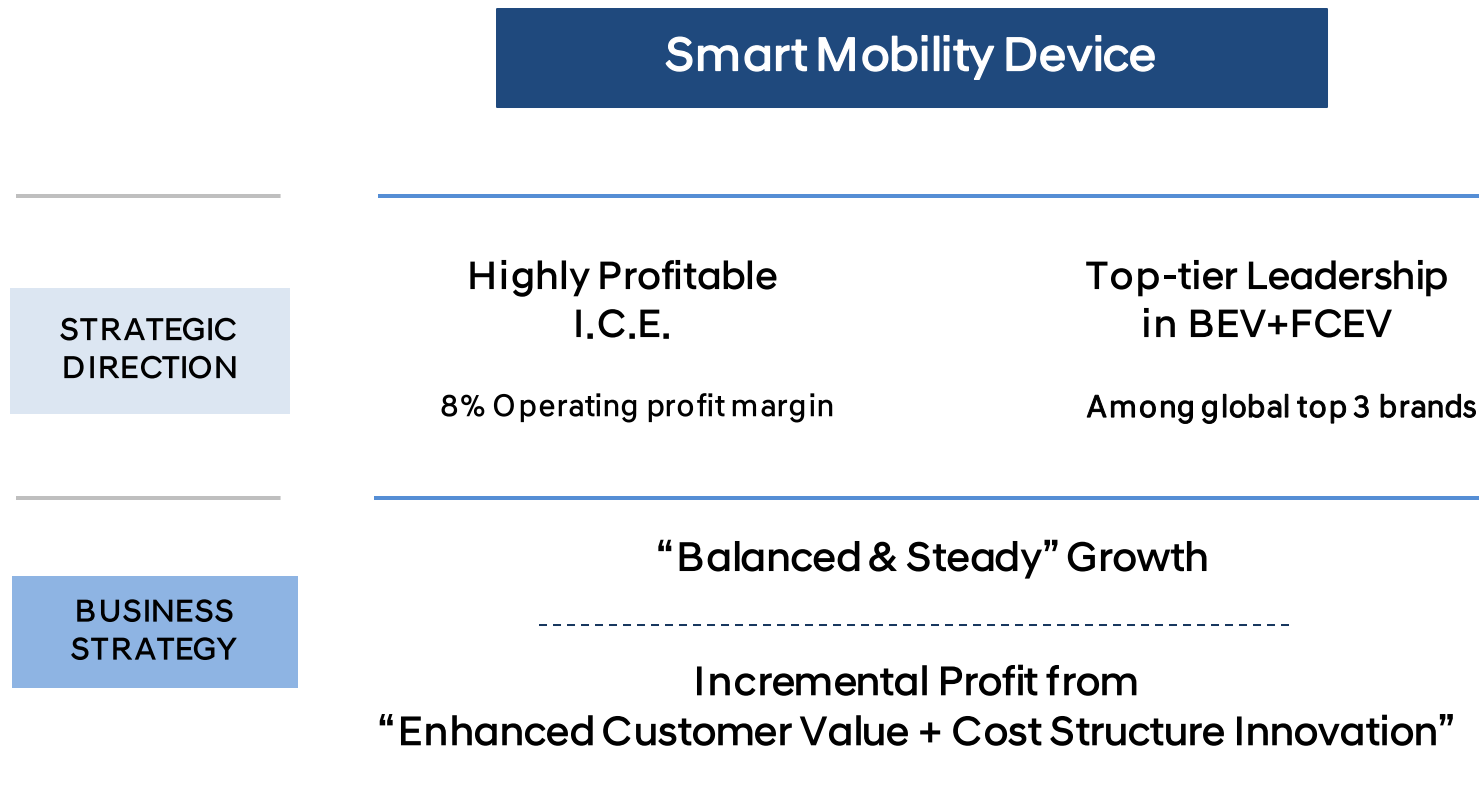 Smart Mobility Device
STRATEGIC
DIRECTION
Highly Profitable
I.C.E.
8% Operating profit margin
Top-tier Leadership
in BEV+FCEV
Among global top 3 brands
BUSINESS
STRATEGY
“Balanced & Steady” Growth
Incremental Profit from
“Enhanced Customer Value + Cost Structure Innovation”